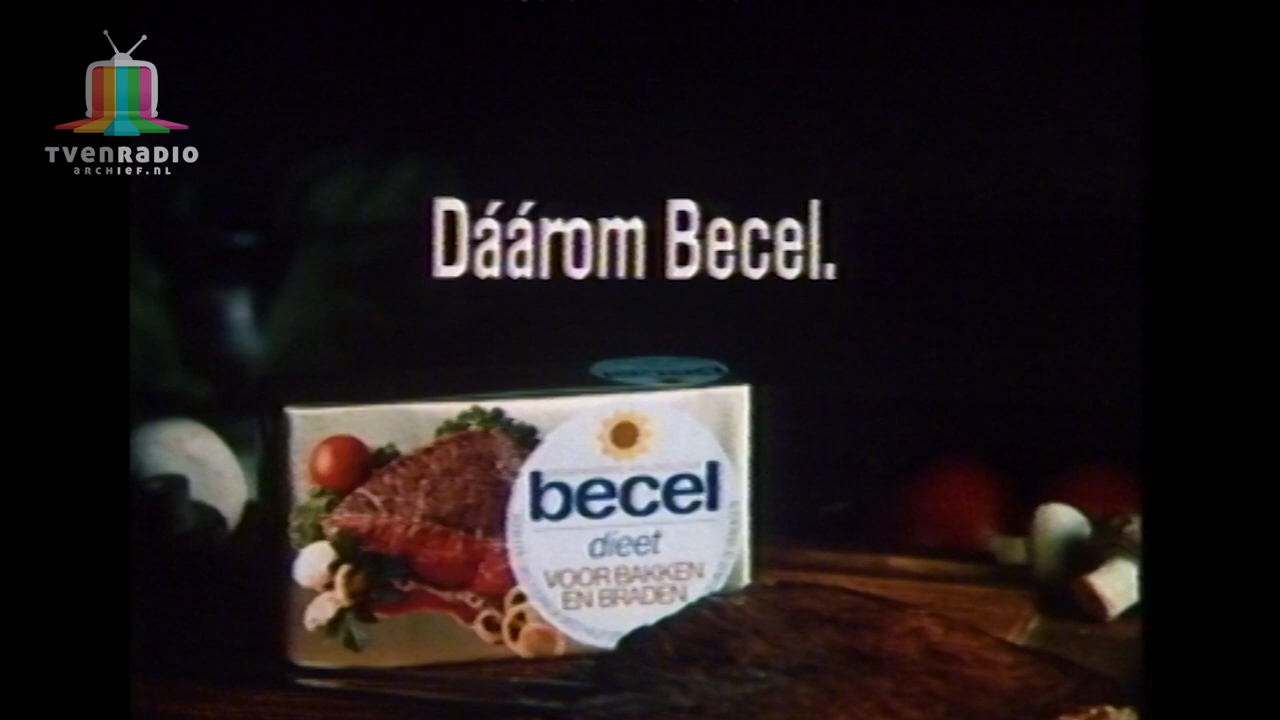 TVenRADIO
ARCHIEF.NL
Dáárom Becel.
becel
dieet
VOOR BAKKEN
EN BRADEN